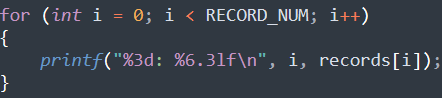 for (int i = 0; i < RECORD_NUM; i++)
{
    printf("%3d: %6.3lf\n", i, records[i]);
}